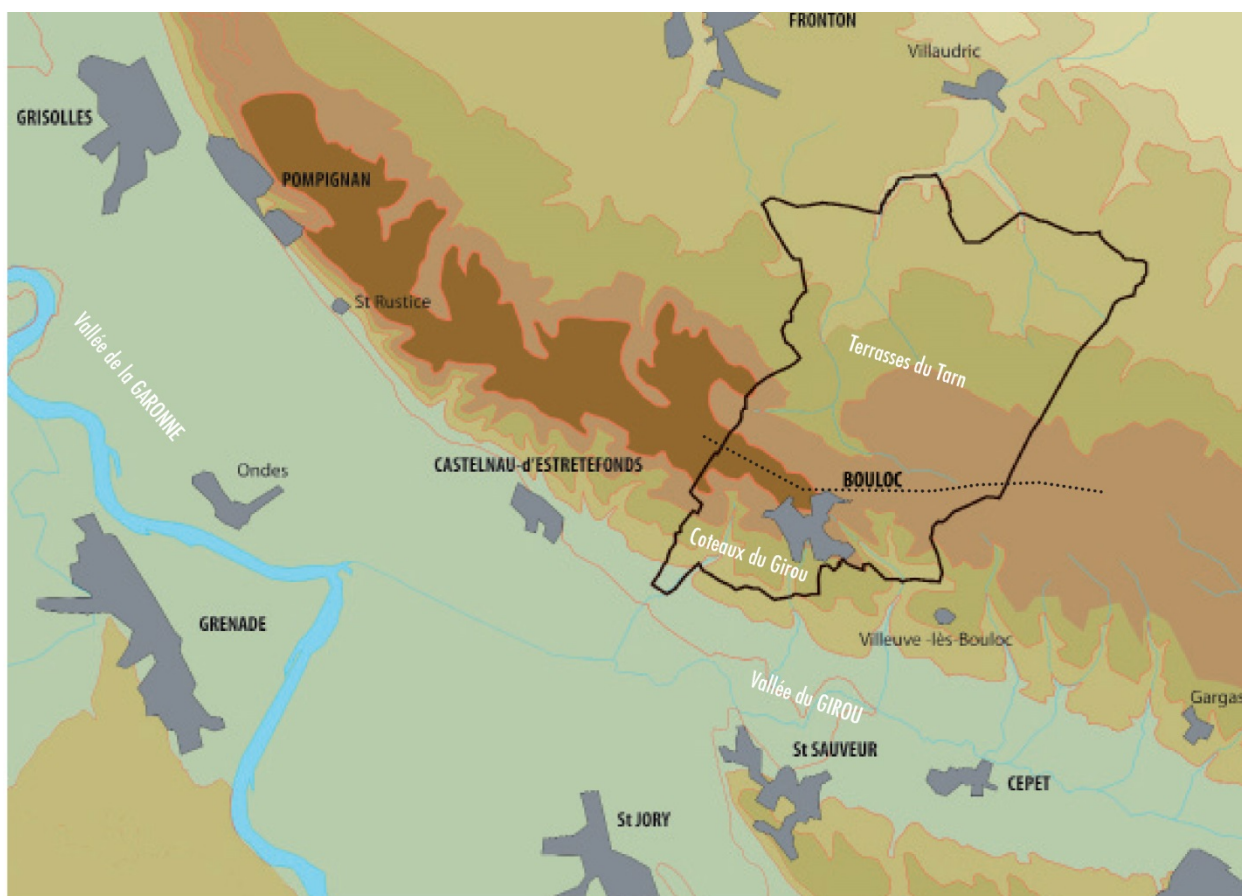 FRONTON
Villaudric
GRISOLLES
POMPIGNAN
St Rustice
Vallée de la GARONNE
Terrasses du Tarn
CASTELNAU-d'ESTRETEFONDS
BOULOC
Ondes
Coteaux du Girou
GRENADE
Villeuve -lès-Bouloc
Vallée du GIROU
Gargas
St SAUVEUR
CEPET
St JORY